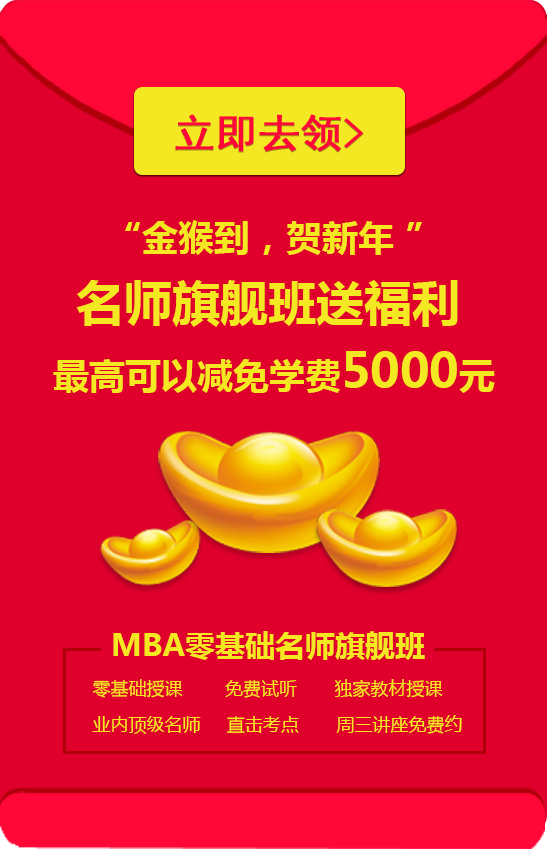 立即去领>
“金猴到，贺新年 ”
名师旗舰班送福利
最高可以减免学费5000元
MBA零基础名师旗舰班
零基础授课 免费试听 独家教材授课
业内顶级名师 直击考点 周三讲座免费约